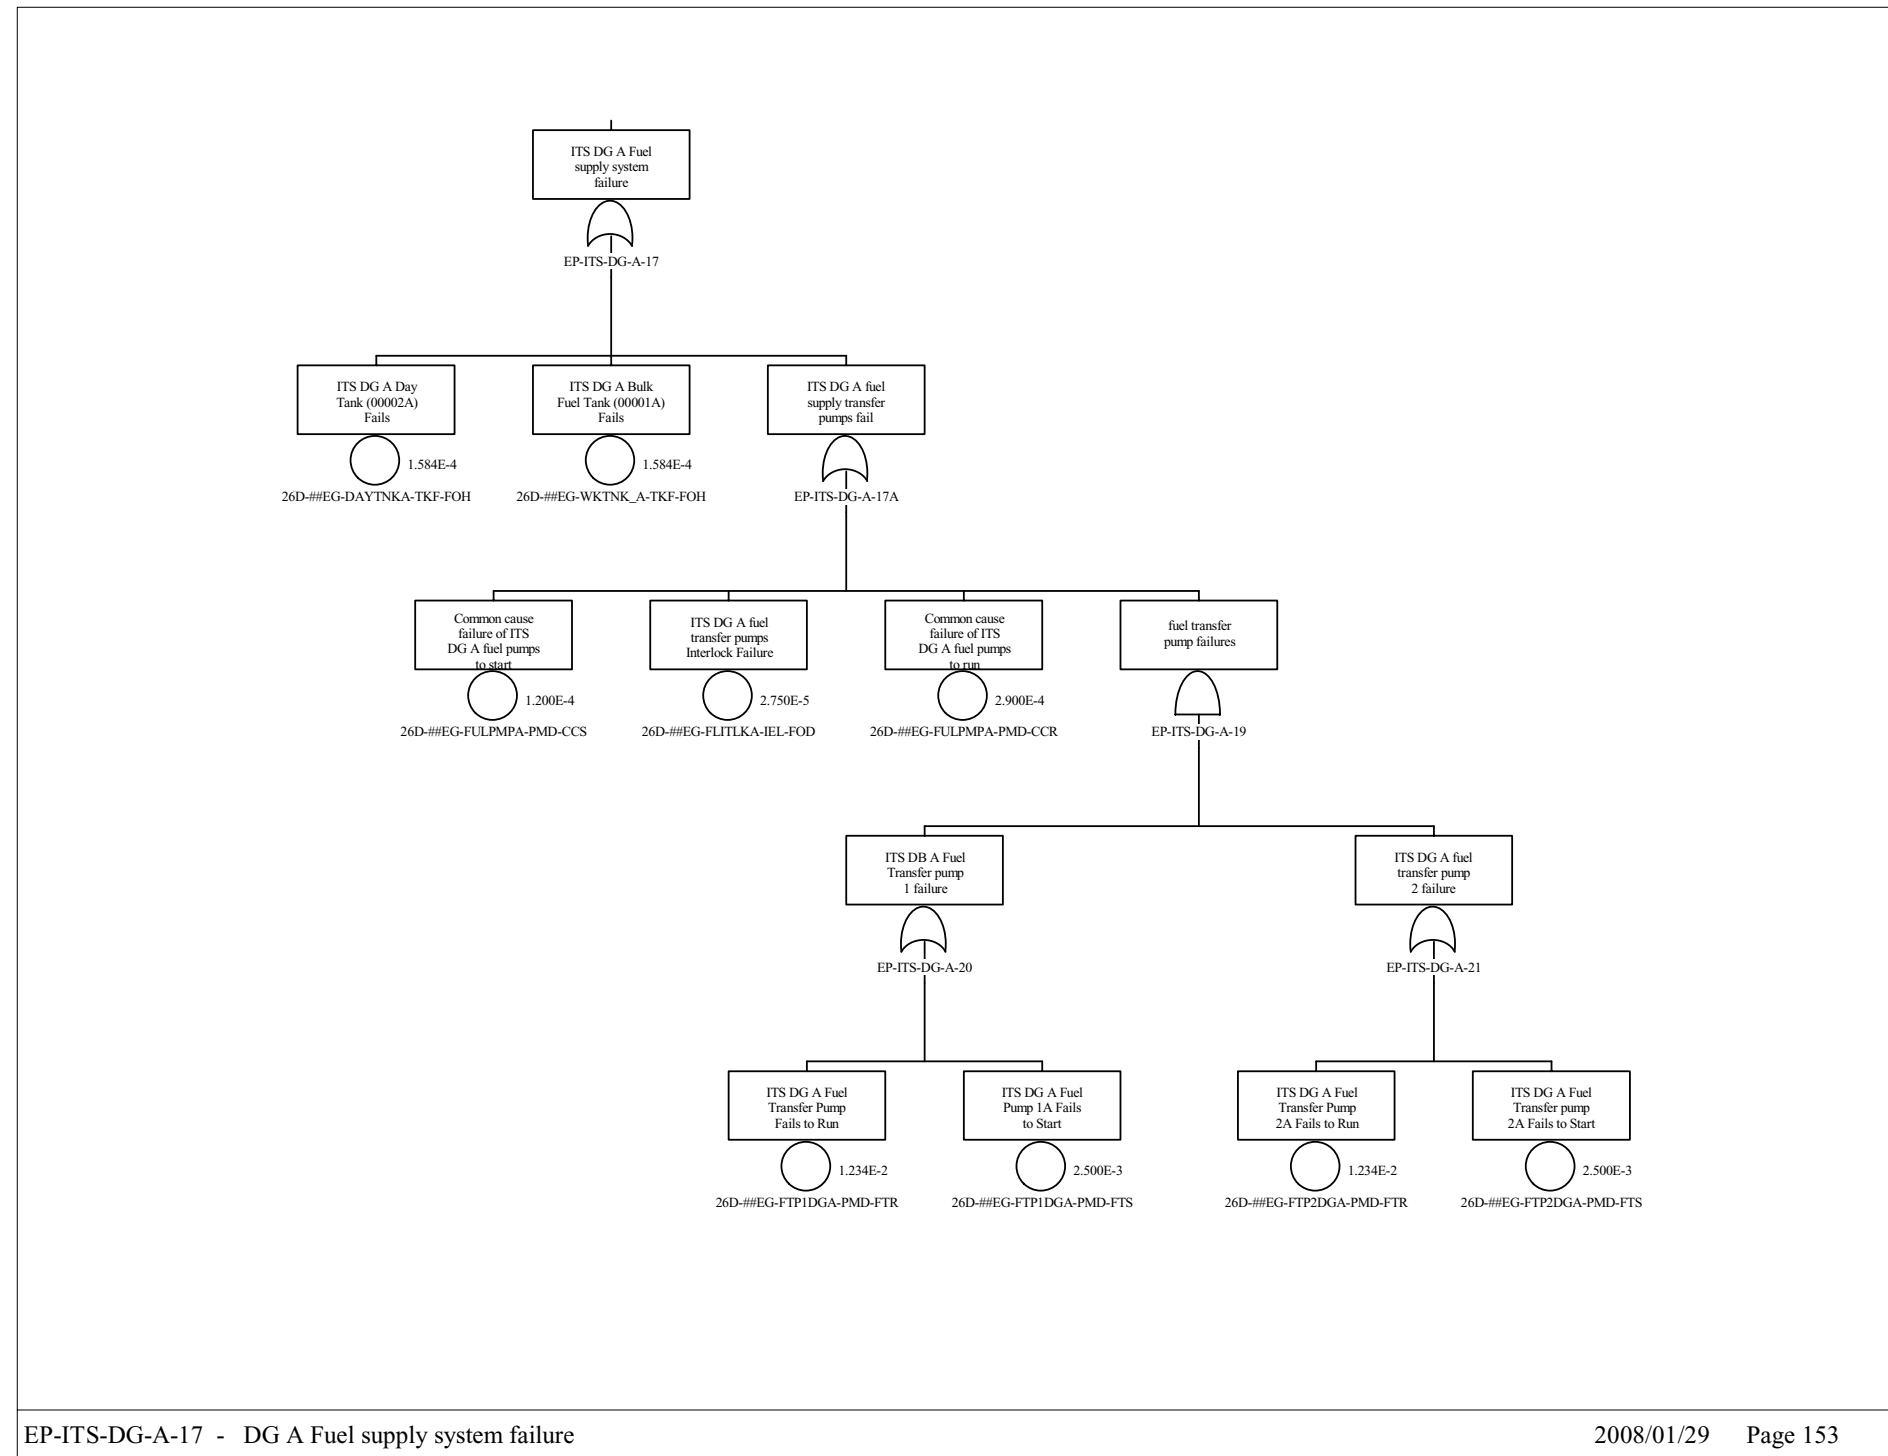 ITS DG A Fuel
supply system
failure
EP-ITS-DG-A-17
ITS DG A Day
Tank (00002A)
Fails
1.584E-4
26D-##EG-DAYTNKA-TKF-FOH
ITS DG A Bulk
Fuel Tank (00001A)
Fails
1.584E-4
26D-##EG-WKTNK_A-TKF-FOH
ITS DG A fuel
supply transfer
pumps fail
EP-ITS-DG-A-17A
Common cause
failure of ITS
DG A fuel pumps
to start
1.200E-4
26D-##EG-FULPMPA-PMD-CCS
ITS DG A fuel
transfer pumps
Interlock Failure
2.750E-5
26D-##EG-FLITLKA-IEL-FOD
Common cause
failure of ITS
DG A fuel pumps
to run
2.900E-4
26D-##EG-FULPMPA-PMD-CCR
fuel transfer
pump failures
EP-ITS-DG-A-19
ITS DB A Fuel
Transfer pump
1 failure
EP-ITS-DG-A-20
ITS DG A fuel
transfer pump
2 failure
EP-ITS-DG-A-21
ITS DG A Fuel
Transfer Pump
Fails to Run
1.234E-2
26D-##EG-FTP1DGA-PMD-FTR
ITS DG A Fuel
Pump 1A Fails
to Start
2.500E-3
26D-##EG-FTP1DGA-PMD-FTS
ITS DG A Fuel
Transfer Pump
2A Fails to Run
1.234E-2
26D-##EG-FTP2DGA-PMD-FTR
ITS DG A Fuel
Transfer pump
2A Fails to Start
2.500E-3
26D-##EG-FTP2DGA-PMD-FTS
EP-ITS-DG-A-17 - DG A Fuel supply system failure
2008/01/29 Page 153